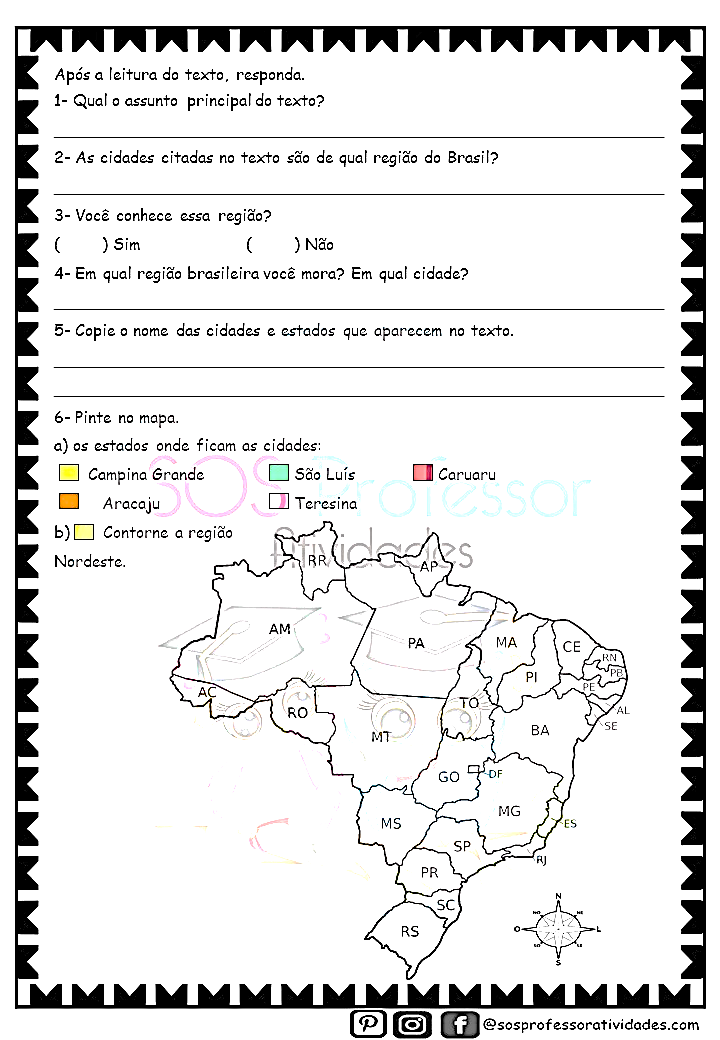 Após a leitura do texto, responda.
1- Qual o assunto principal do texto?
2- As cidades citadas no texto são de qual região do Brasil?
3- Você conhece essa região?
( ) Sim ( ) Não
4- Em qual região brasileira você mora? Em qual cidade?
5- Copie o nome das cidades e estados que aparecem no texto.
6- Pinte no mapa.
a) os estados onde ficam as cidades:
Campina Grande São Luís Caruaru
SOS Professor
Aracaju Teresina
b) Contorne a região
Atividades
Nordeste.
RR AP
AM PA MA CE
RN
PB
PI
PE
AC
AL
RO TO
SE
MT BA
GO DF
MG
MS ES
SP
RJ
PR
SC
RS
N
NO NE
O L
SO SE
S
@sosprofessoratividades.com